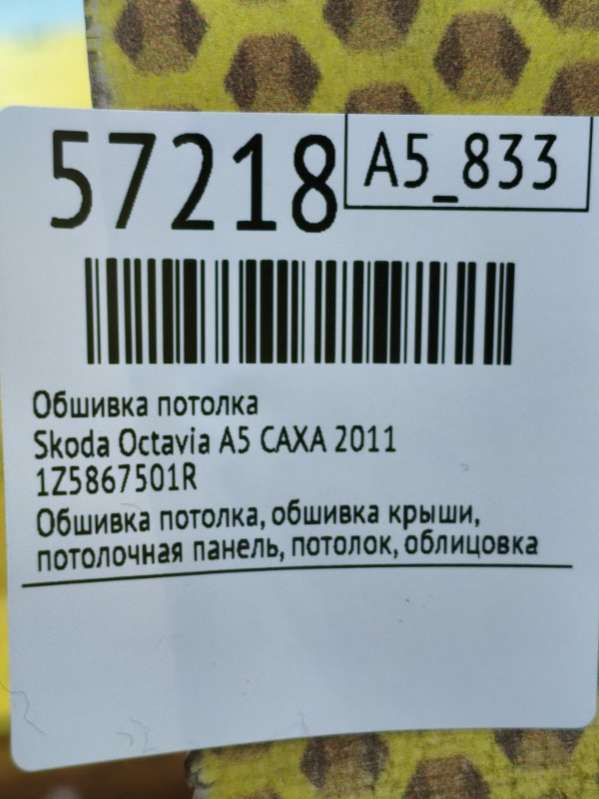 57218
A5_833
Обшивка потолка
Skoda Octavia A5 CAXA 2011
1Z5867501R
Обшивка потолка, обшивка крыши,
потолочная панель, потолок, облицовка